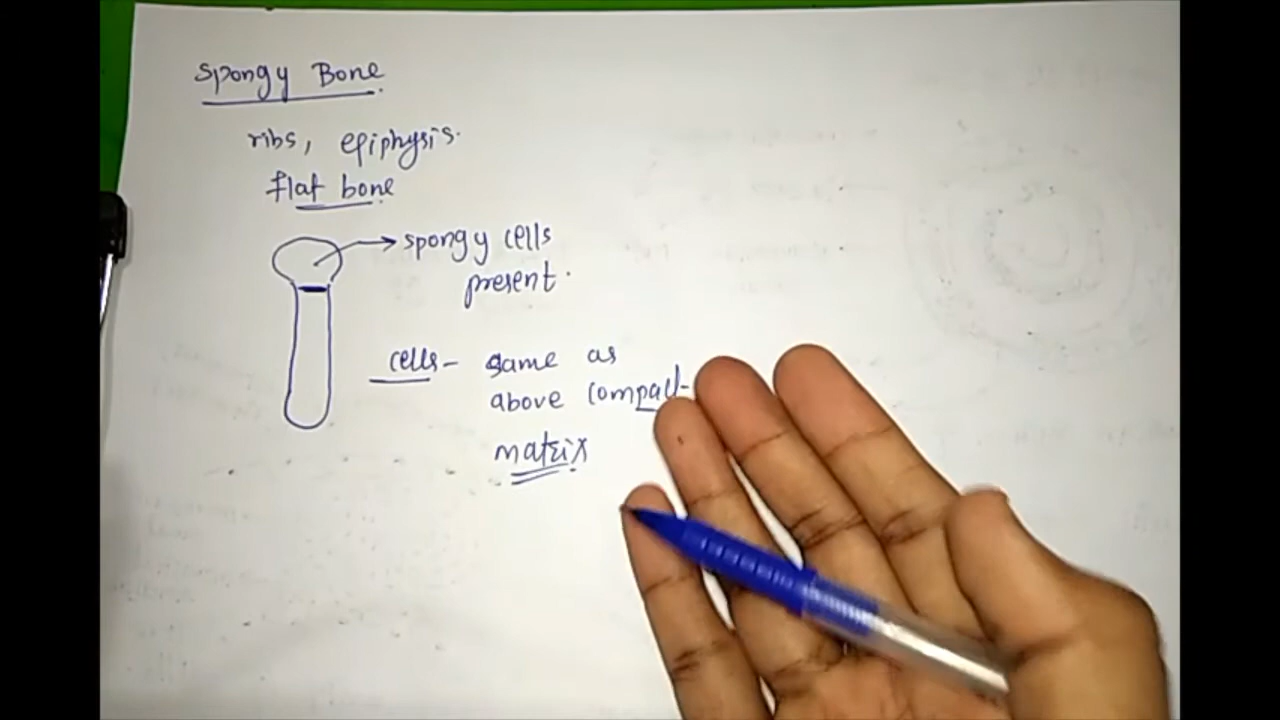 Spongy Bone
ribs, epiphysis.
flat bone
spongy cells
present.
cells - same as
above compact
matrix